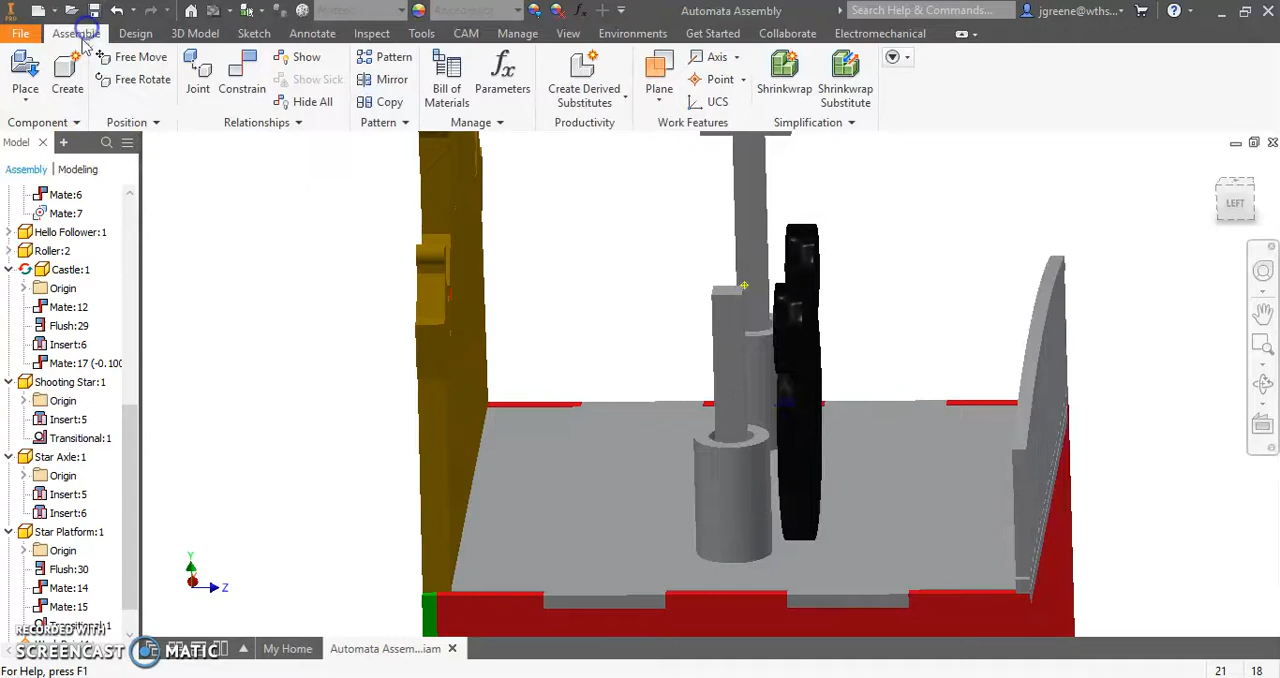 PRO
Material
Appearance
Automata Assembly
Search Help & Commands...
jgreene@wths...
File
Assemble
Design
3D Model
Sketch
Annotate
Inspect
Tools
CAM
Manage
View
Environments
Get Started
Collaborate
Electromechanical
Place
Create
Free Move
Free Rotate
Joint
Constrain
Show
Show Sick
Hide All
Pattern
Mirror
Copy
Bill of
Materials
fx
Parameters
Create Derived
Substitutes
Plane
Axis
Point
UCS
Shrinkwrap
Shrinkwrap
Substitute
Component
Position
Relationships
Pattern
Manage
Productivity
Work Features
Simplification
Model
Assembly
Modeling
Mate:6
Mate:7
Hello Follower:1
Roller:2
Castle:1
Origin
Mate:12
Flush:29
Insert:6
Mate:17 (-0.100
Shooting Star:1
Origin
Insert:5
Transitional:1
Star Axle:1
Origin
Insert:5
Insert:6
Star Platform:1
Origin
Flush:30
Mate:14
Mate:15
LEFT
Y
Z
RECORDED WITH
SCREENCAST MATIC
My Home
Automata Assem...iam
For Help, press F1
21
18